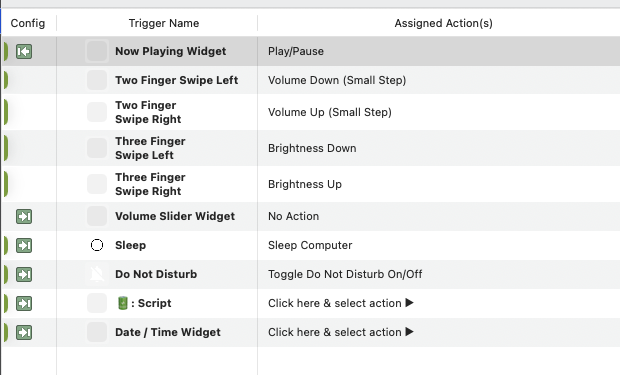 Config Trigger Name Assigned Action(s)
Now Playing Widget Play/Pause
Two Finger Swipe Left Volume Down (Small Step)
Two Finger
Swipe Right Volume Up (Small Step)
Three Finger
Swipe Left Brightness Down
Three Finger
Swipe Right Brightness Up
Volume Slider Widget No Action
Sleep Sleep Computer
Do Not Disturb Toggle Do Not Disturb On/Off
🔋: Script Click here & select action ▶
Date / Time Widget Click here & select action ▶